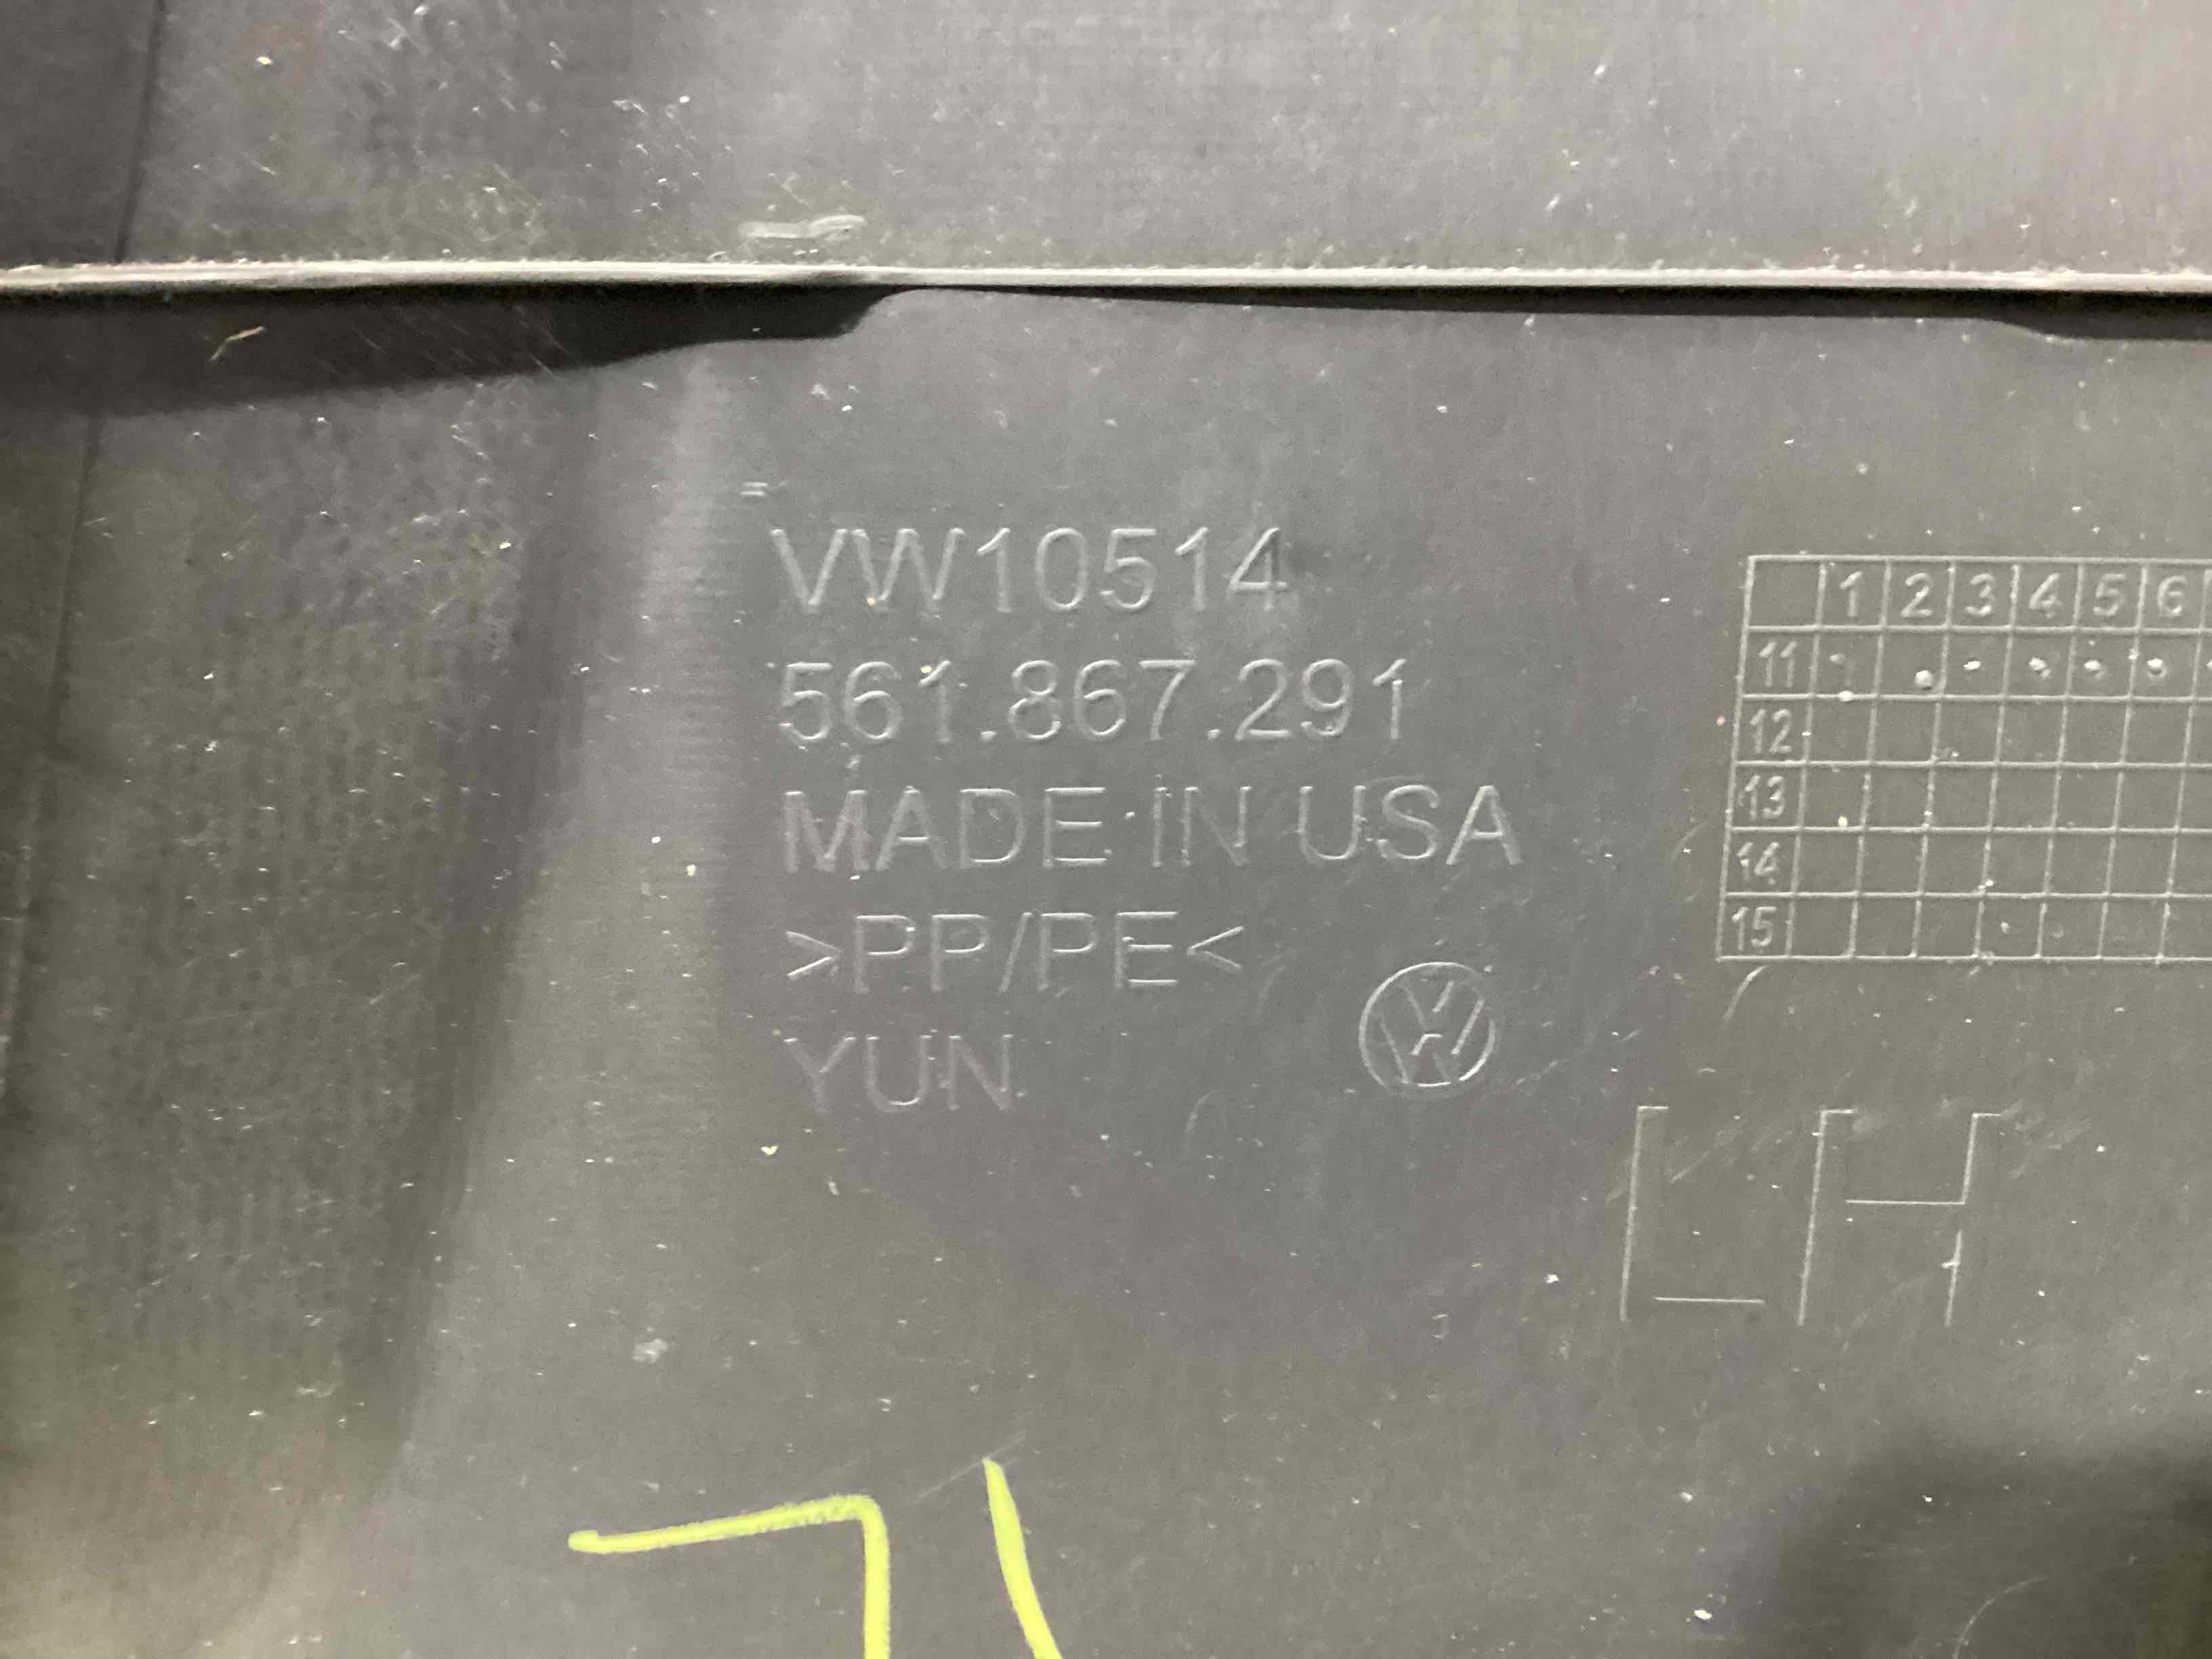 VW10514
561.867.291
MADE IN USA
>PP/PE<
YUN
VW
1 2 3 4 5 6
11
12
13
14
15
LH